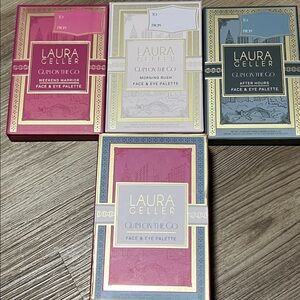 TO:
FROM:
LAURA
GELLER
GLAM ON THE GO
WEEKEND WARRIOR
FACE & EYE PALETTE
TO:
FROM:
LAURA
GELLER
GLAM ON THE GO
MORNING RUSH
FACE & EYE PALETTE
TO:
FROM:
LAURA
GELLER
GLAM ON THE GO
AFTER HOURS
FACE & EYE PALETTE
LAURA
GELLER
GLAM ON THE GO
FACE & EYE PALETTE